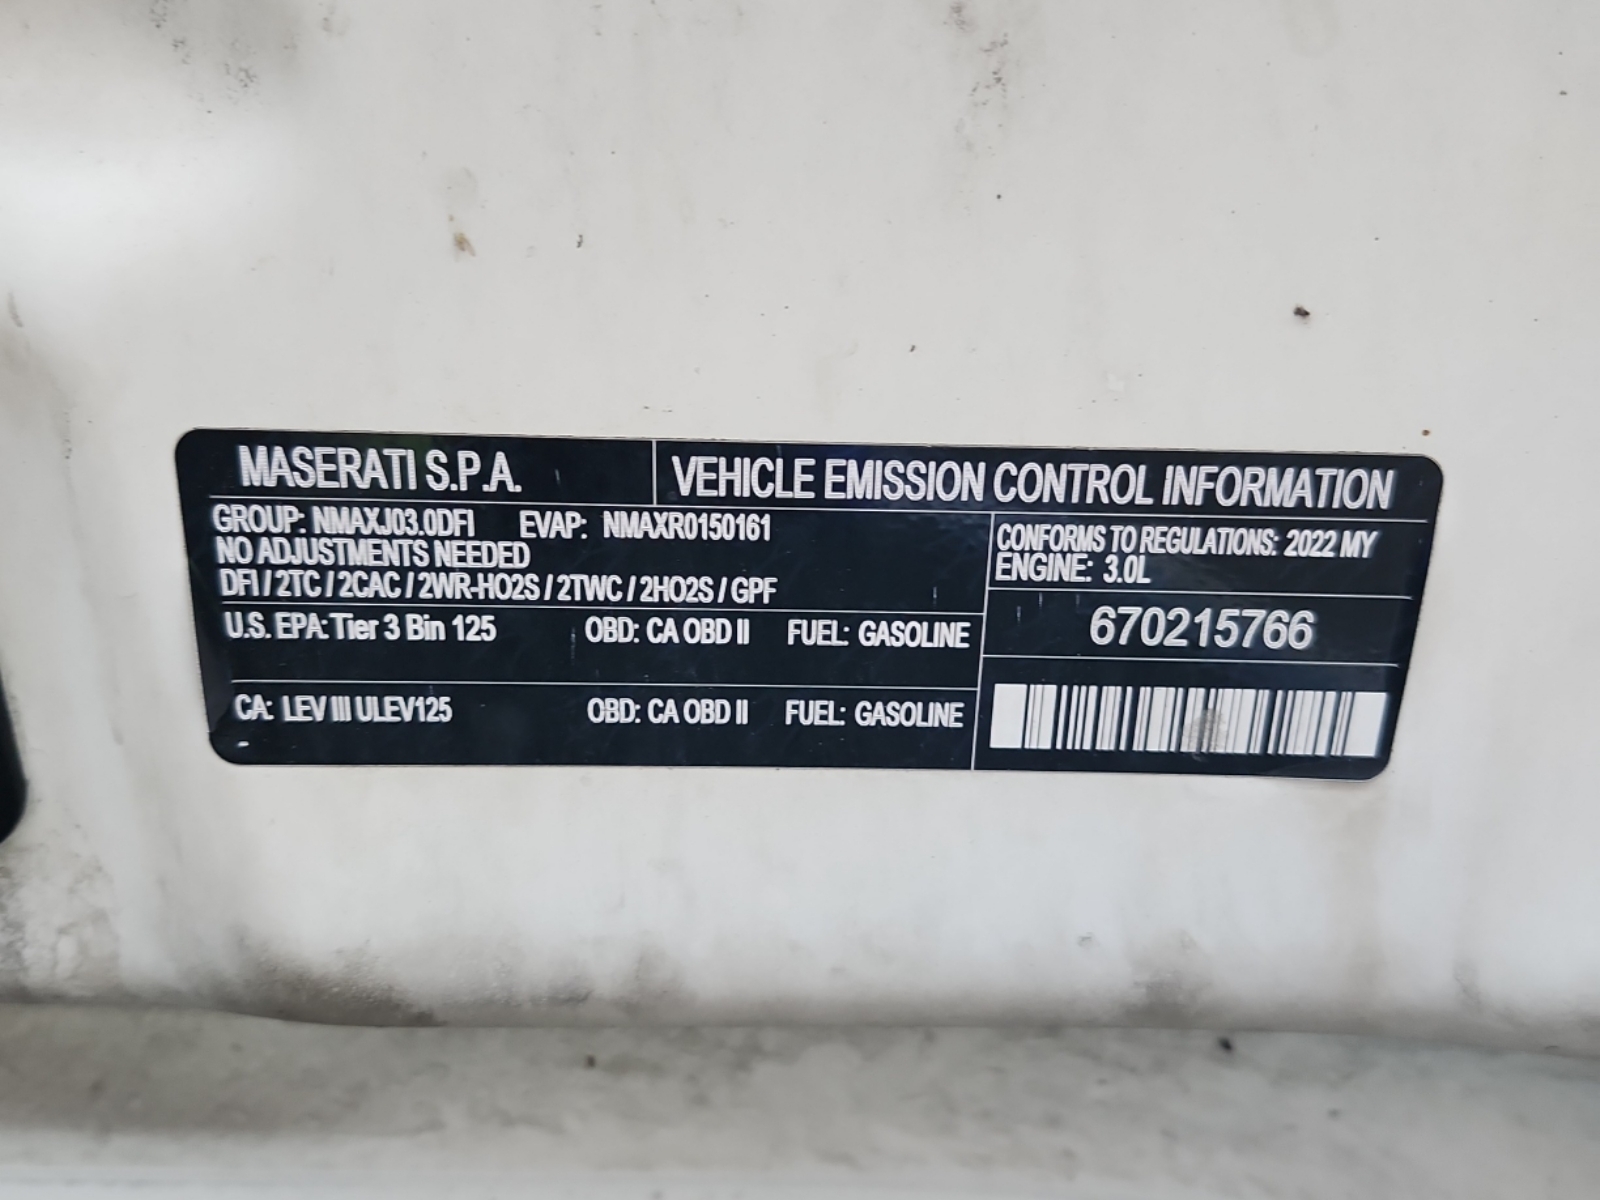 MASERATI S.P.A.
VEHICLE EMISSION CONTROL INFORMATION
GROUP: NMAXJ03.0DFI EVAP: NMAXR0150161
NO ADJUSTMENTS NEEDED
DFI / 2TC / 2CAC / 2WR-HO2S / 2TWC / 2HO2S / GPF
CONFORMS TO REGULATIONS: 2022 MY
ENGINE: 3.0L
U.S. EPA: Tier 3 Bin 125 OBD: CA OBD II FUEL: GASOLINE
670215766
CA: LEV III ULEV125 OBD: CA OBD II FUEL: GASOLINE